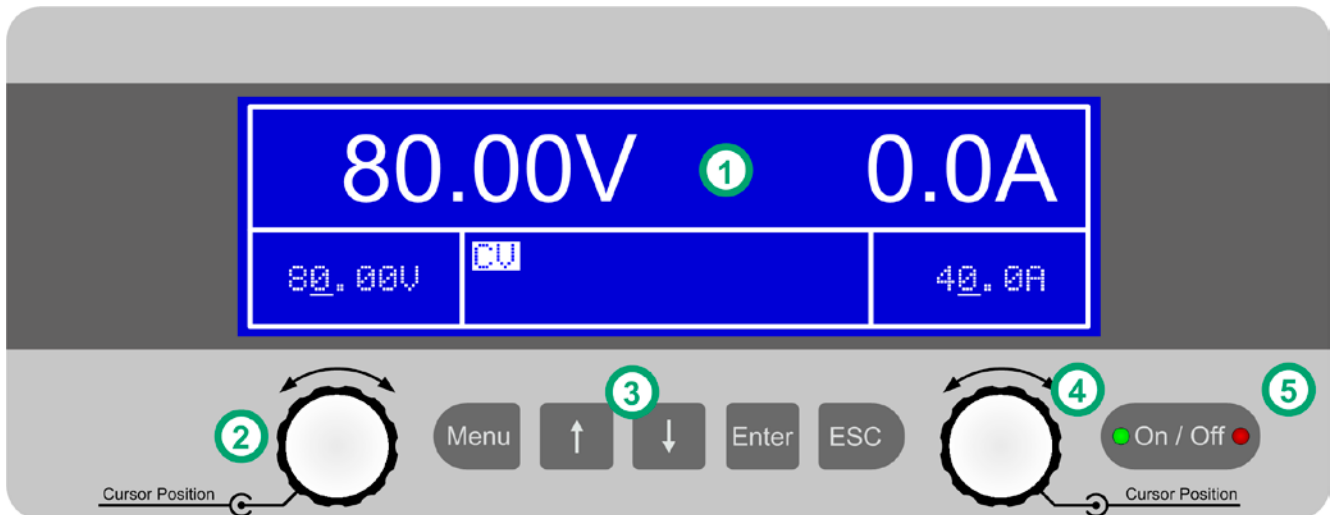 80.00V 1 0.0A
CV
80.00V 40.0A
3 4 5
2 Menu ↑ ↓ Enter ESC On / Off
Cursor Position Cursor Position